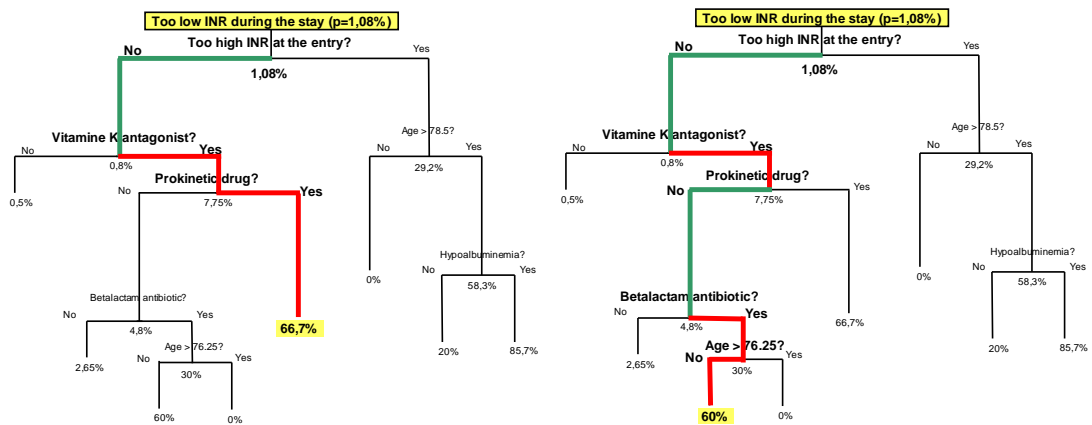 Too low INR during the stay (p=1,08%)
Too high INR at the entry?
No
Yes
1,08%
Vitamine K antagonist?
Age > 78.5?
No
Yes
No
Yes
0,8%
29,2%
Prokinetic drug?
No
Yes
0,5%
7,75%
Hypoalbuminemia?
No
Yes
0%
58,3%
Betalactam antibiotic?
No
Yes
4,8%
66,7%
Age > 76.25?
20%
85,7%
No
Yes
2,65%
30%
60%
0%
Too low INR during the stay (p=1,08%)
Too high INR at the entry?
No
Yes
1,08%
Vitamine K antagonist?
Age > 78.5?
No
Yes
No
Yes
0,8%
29,2%
Prokinetic drug?
No
Yes
0,5%
7,75%
Hypoalbuminemia?
No
Yes
0%
58,3%
Betalactam antibiotic?
No
Yes
4,8%
66,7%
Age > 76.25?
20%
85,7%
No
Yes
2,65%
30%
60%
0%